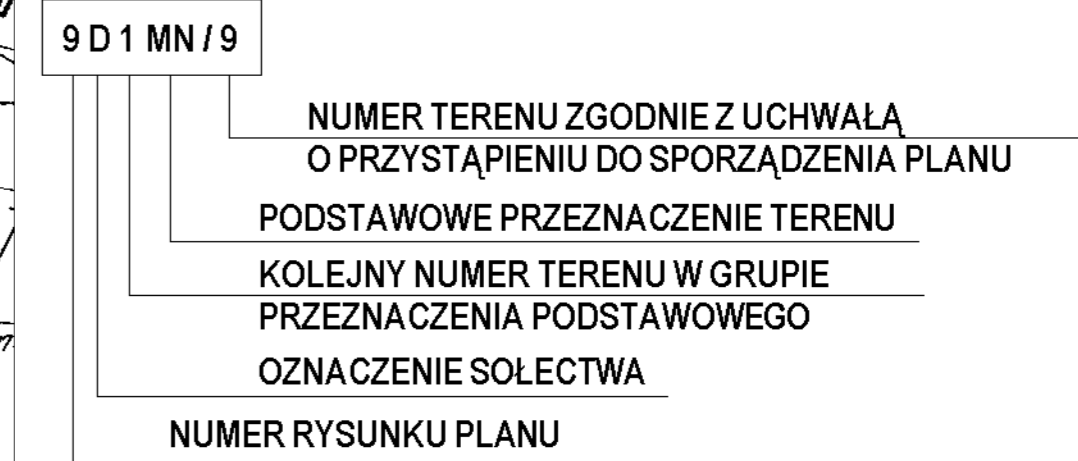 9 D 1 MN / 9
NUMER TERENU ZGODNIE Z UCHWAŁĄ
O PRZYSTĄPIENIU DO SPORZĄDZENIA PLANU
PODSTAWOWE PRZEZNACZENIE TERENU
KOLEJNY NUMER TERENU W GRUPIE
PRZEZNACZENIA PODSTAWOWEGO
OZNACZENIE SOŁECTWA
NUMER RYSUNKU PLANU